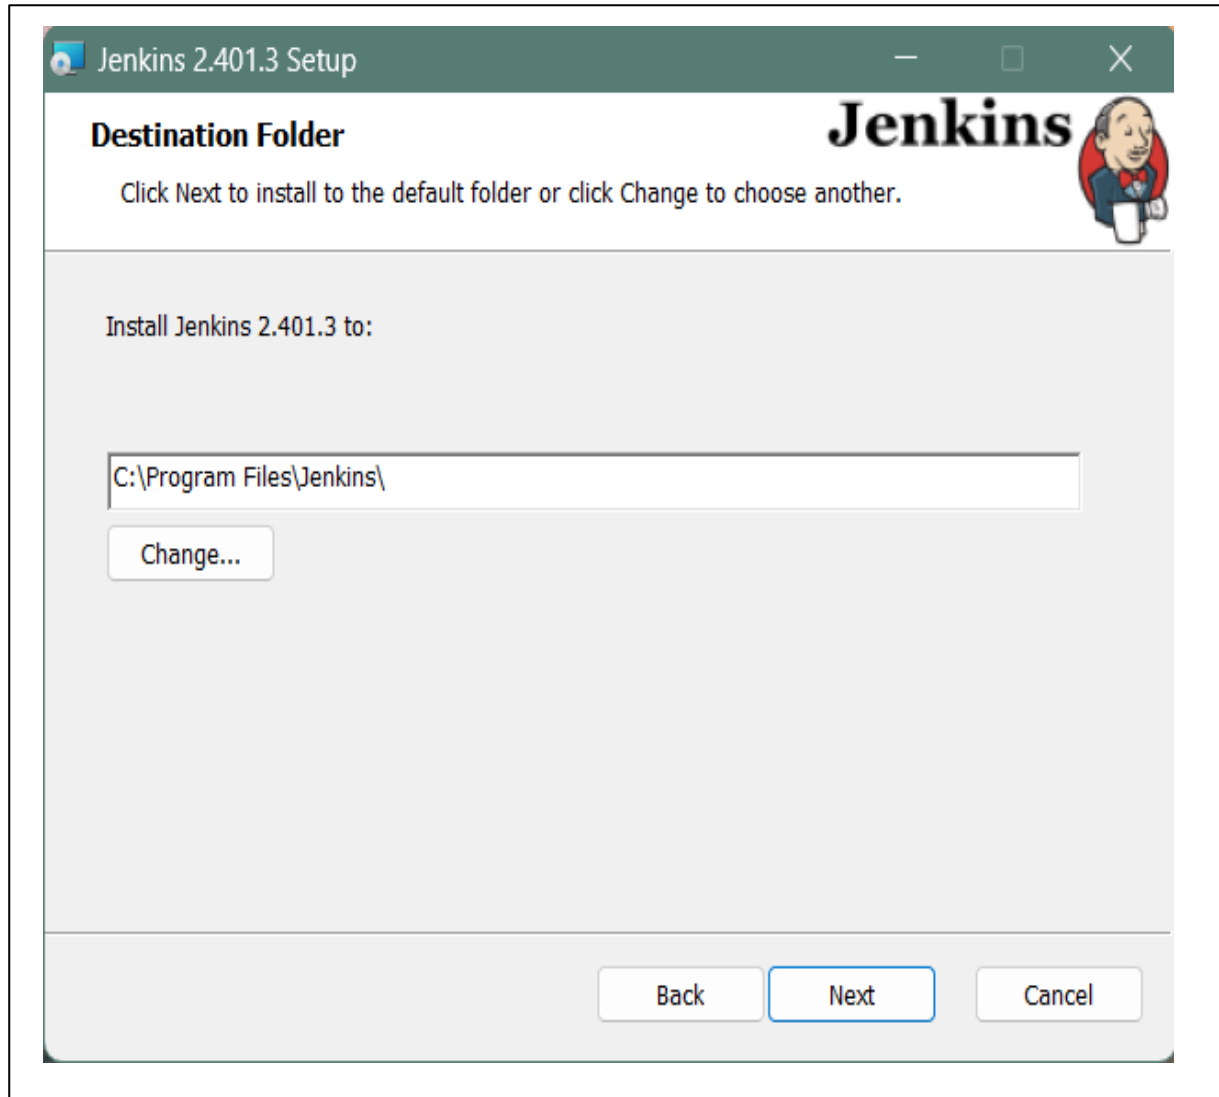 Jenkins 2.401.3 Setup
Destination Folder
Jenkins
Click Next to install to the default folder or click Change to choose another.
Install Jenkins 2.401.3 to:
C:\Program Files\Jenkins\
Change...
Back
Next
Cancel